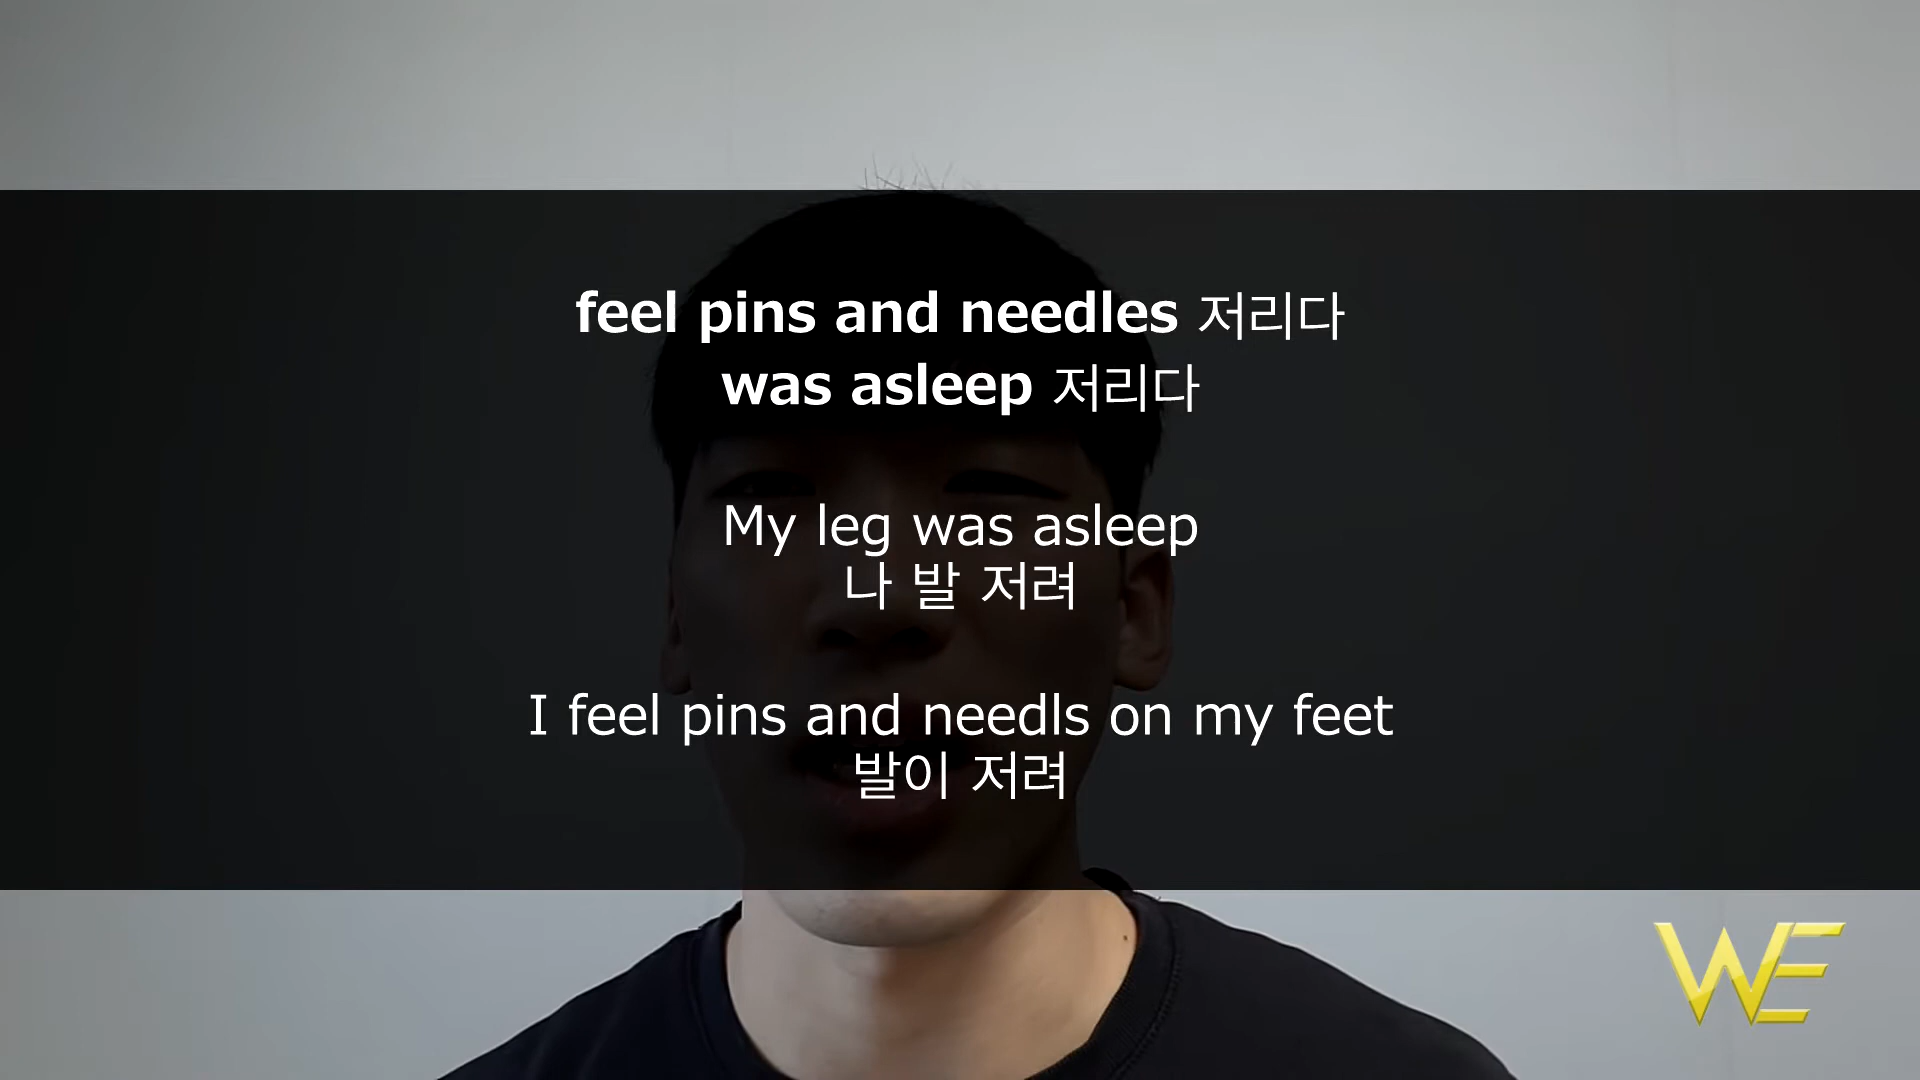 feel pins and needles 저리다
was asleep 저리다
My leg was asleep
나 발 저려
I feel pins and needls on my feet
발이 저려
WE